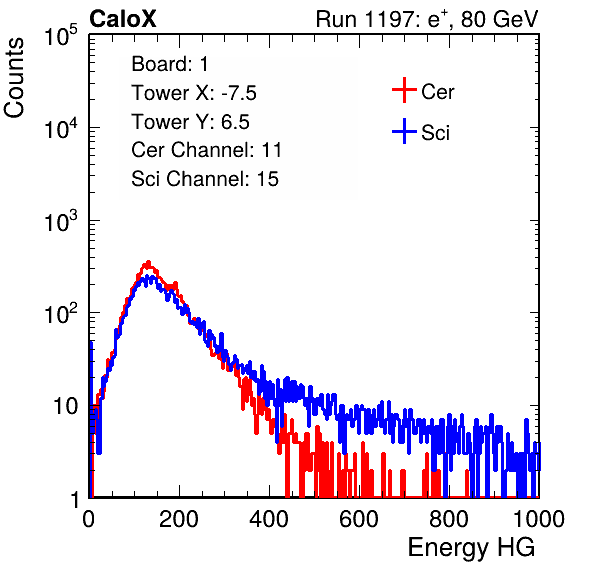 CaloX Run 1197: e⁺, 80 GeV
Counts
Board: 1
Tower X: -7.5
Tower Y: 6.5
Cer Channel: 11
Sci Channel: 15
Cer
Sci
10⁵
10⁴
10³
10²
10
1
0 200 400 600 800 1000
Energy HG